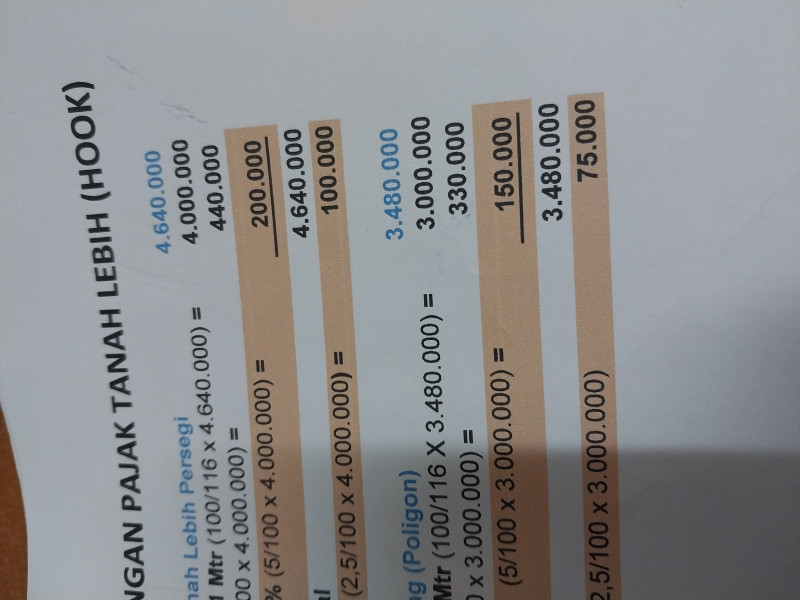 NGAN PAJAK TANAH LEBIH (HOOK)
nah Lebih Persegi 4.640.000
1 Mtr (100/116 x 4.640.000) = 4.000.000
00 x 4.000.000) = 440.000
% (5/100 x 4.000.000) = 200.000
4.640.000
al
(2,5/100 x 4.000.000) = 100.000
g (Poligon) 3.480.000
Mtr (100/116 X 3.480.000) = 3.000.000
0 x 3.000.000) = 330.000
(5/100 x 3.000.000) = 150.000
3.480.000
2,5/100 x 3.000.000) 75.000